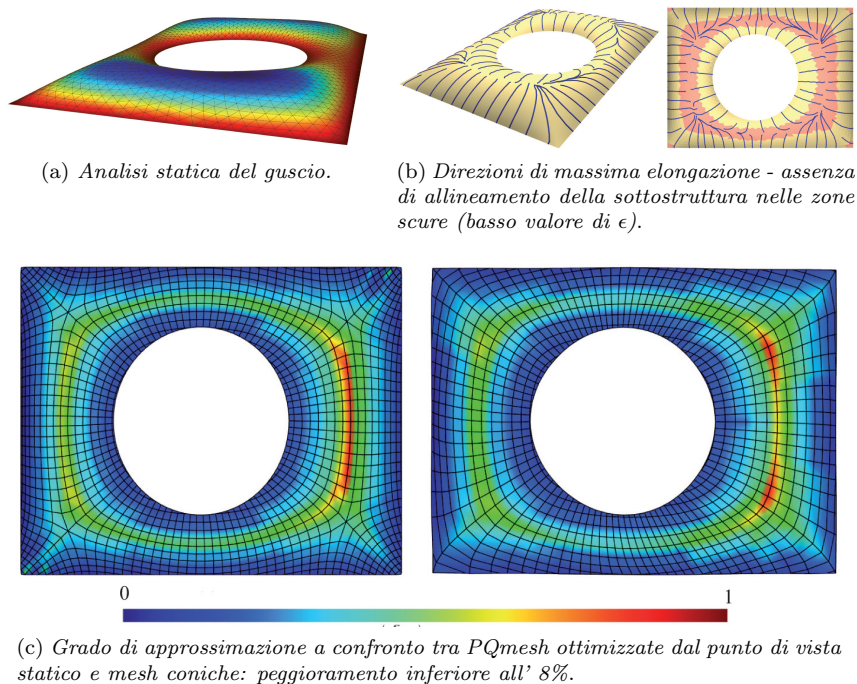 (a) Analisi statica del guscio.
(b) Direzioni di massima elongazione - assenza
di allineamento della sottostruttura nelle zone
scure (basso valore di ϵ).
0
1
(c) Grado di approssimazione a confronto tra PQmesh ottimizzate dal punto di vista
statico e mesh coniche: peggioramento inferiore all' 8%.